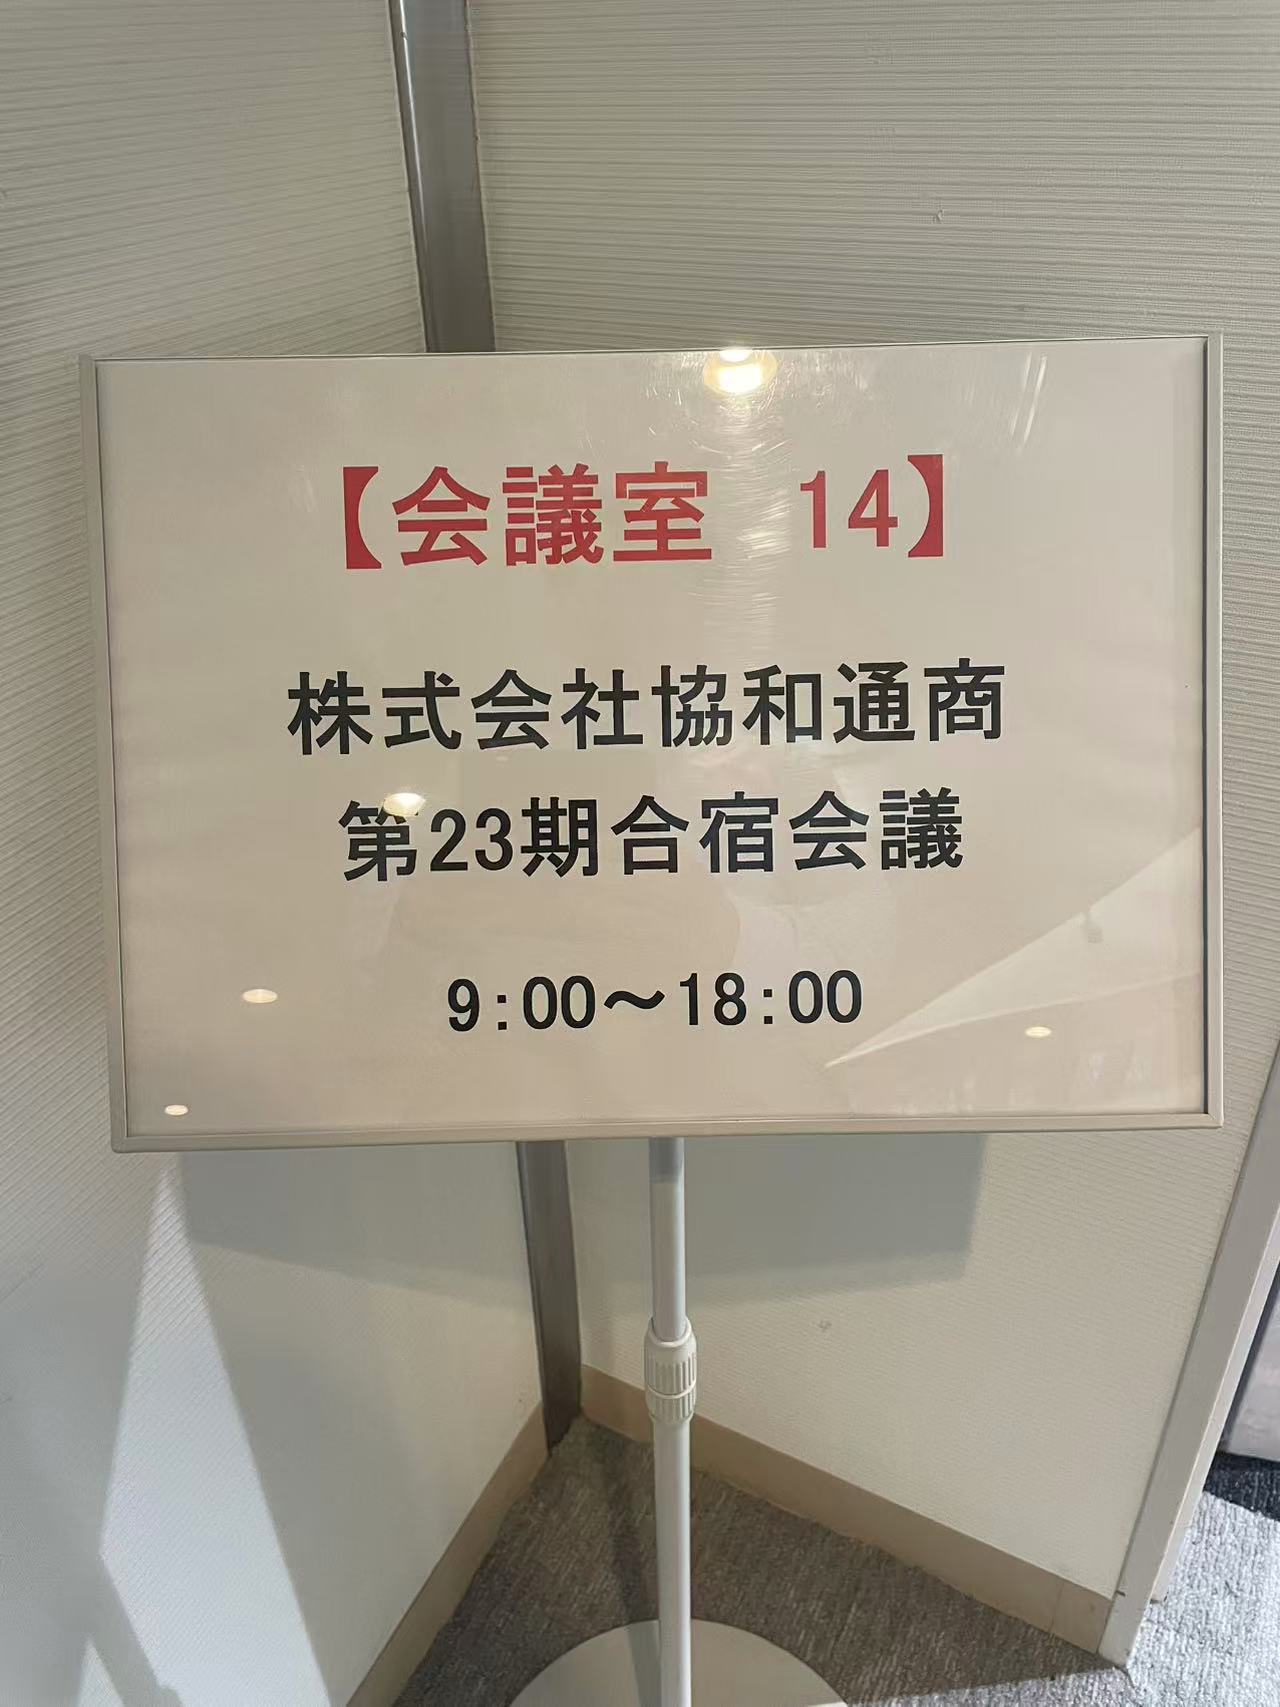 【会議室　14】
株式会社協和通商
第23期合宿会議
9:00～18:00